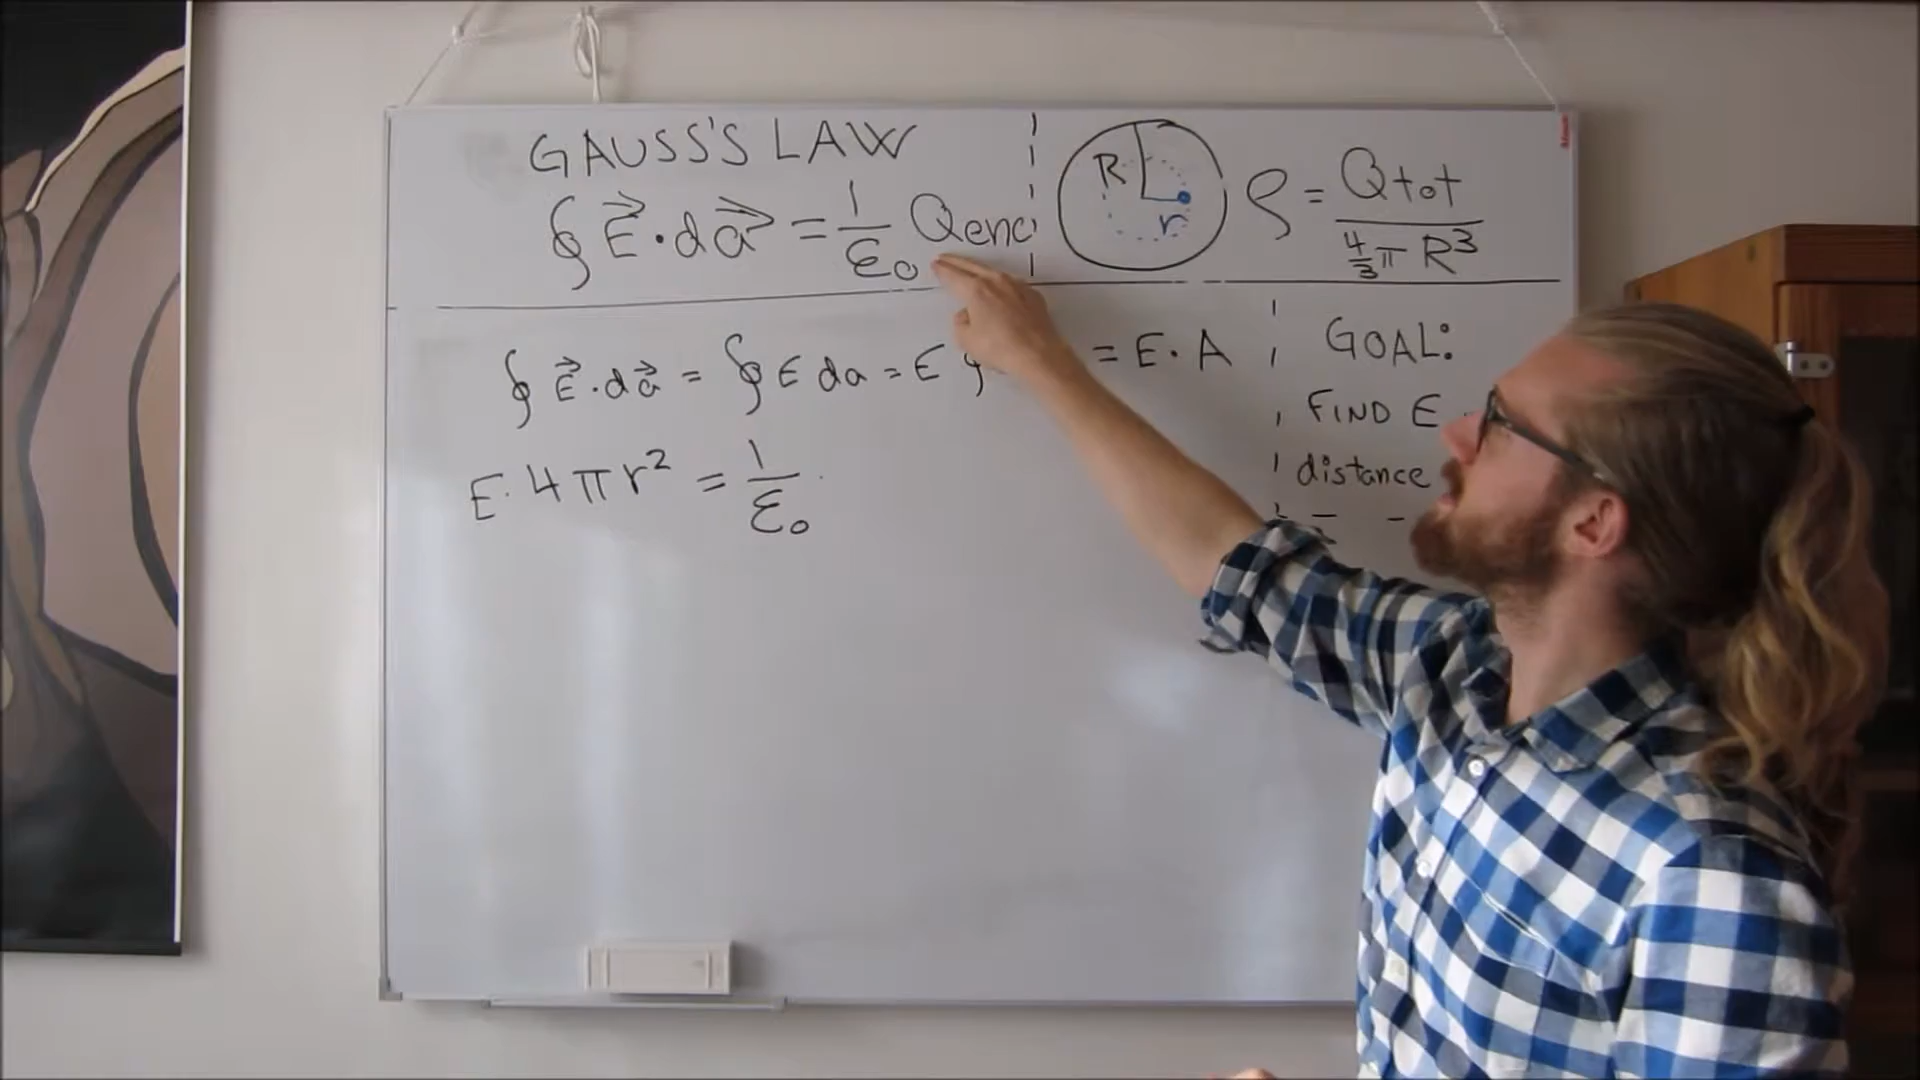 GAUSS'S LAW
∮ E⃗ · da⃗ = 1/ε₀ Qenc
R
r
ρ = Qtot / (4/3 π R³)
∮ E⃗ · da⃗ = ∮ E da = E ∮ = E · A
E · 4πr² = 1/ε₀
GOAL:
FIND E
distance